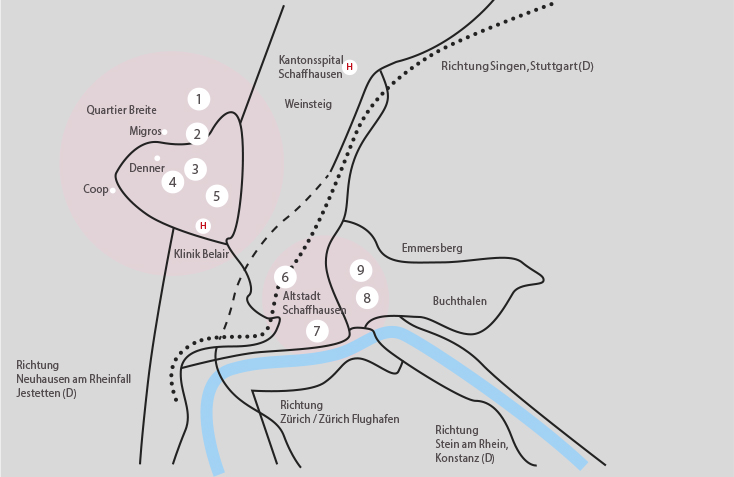 Kantonsspital
Schaffhausen
H
Richtung Singen, Stuttgart (D)
Weinsteig
1
Quartier Breite
Migros
2
Denner
3
4
Coop
5
H
Klinik Belair
Emmersberg
6
9
Altstadt
Schaffhausen
8
Buchthalen
7
Richtung
Neuhausen am Rheinfall
Jestetten (D)
Richtung
Zürich / Zürich Flughafen
Richtung
Stein am Rhein,
Konstanz (D)